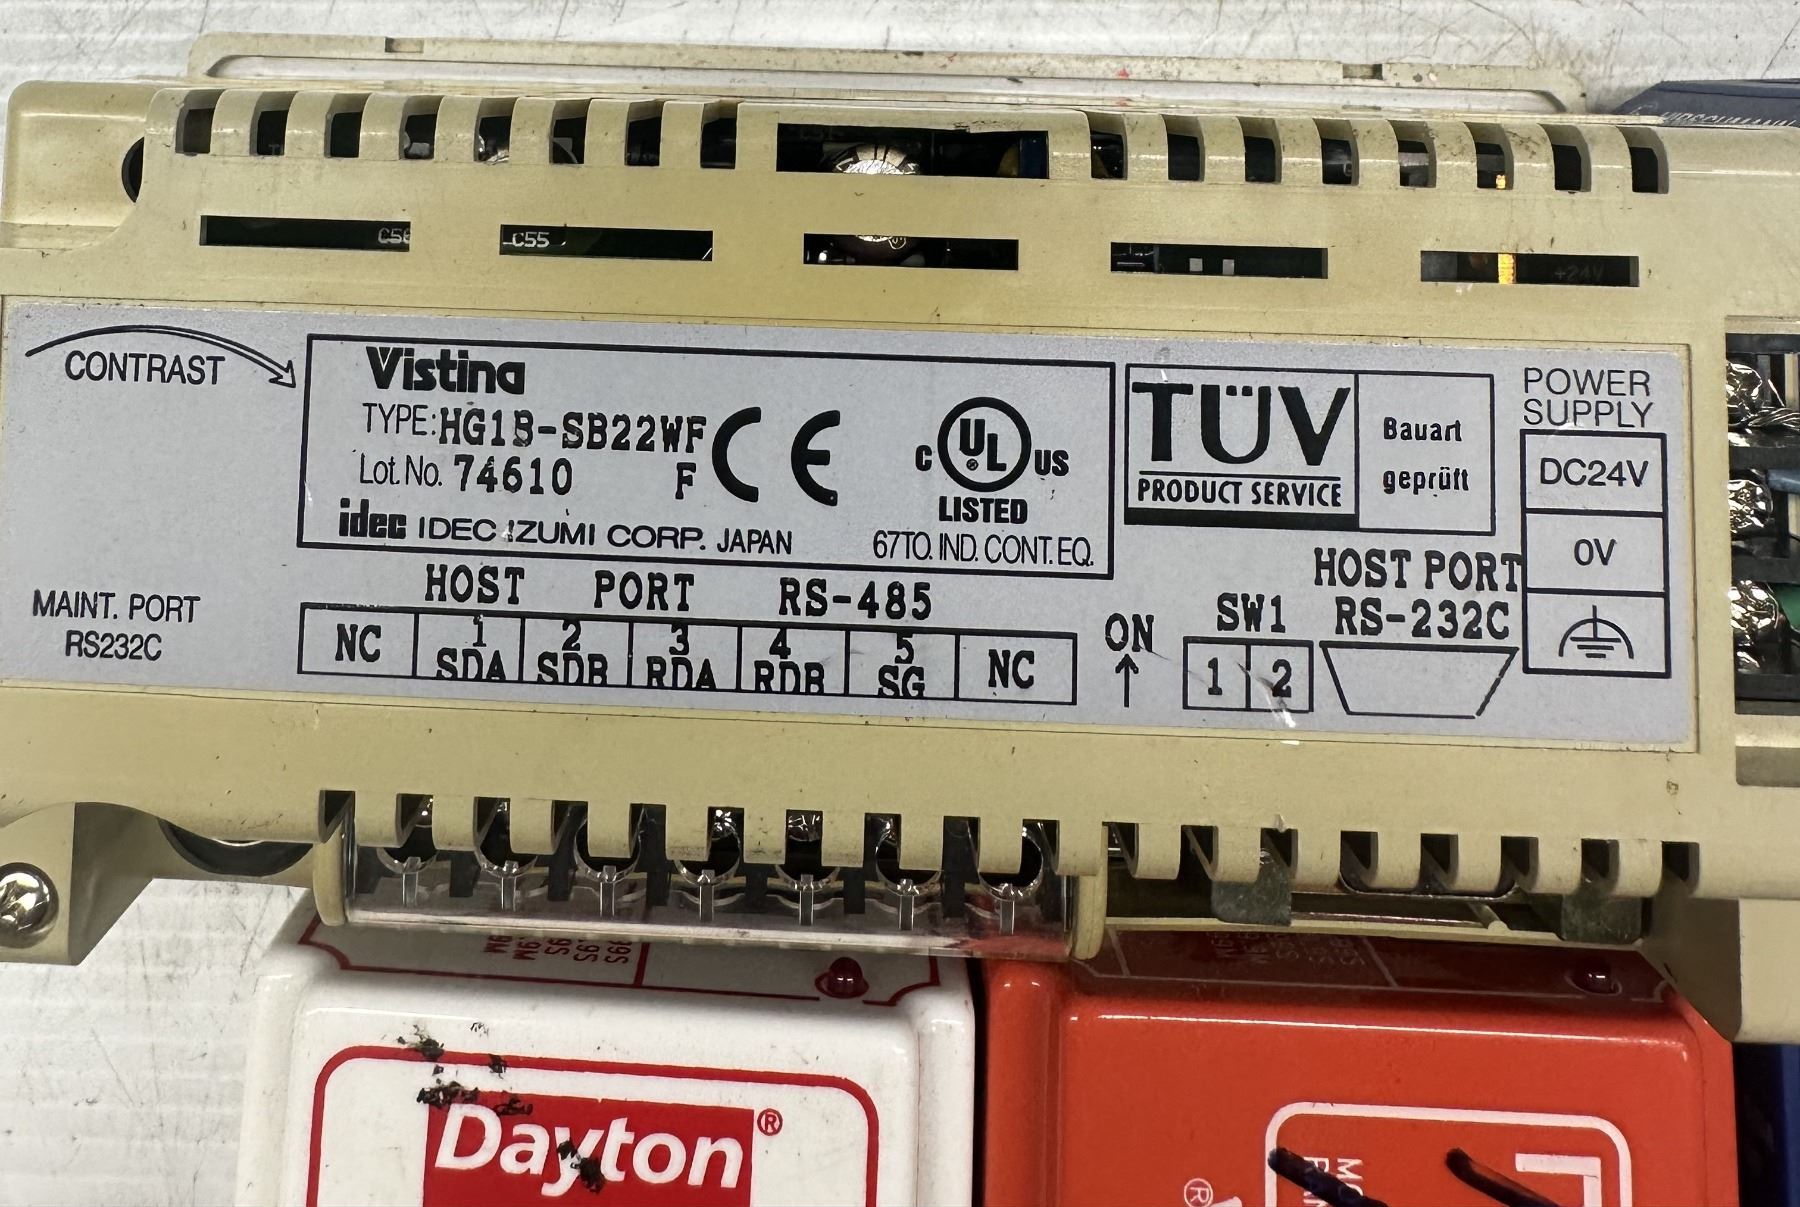 C56
C55
+24V
CONTRAST
Vistina
TYPE:HG1B-SB22WF
Lot.No. 74610 F
idec IDEC IZUMI CORP. JAPAN
CE
C UL® US
LISTED
67TO. IND. CONT. EQ.
TÜV
PRODUCT SERVICE
Bauart
geprüft
POWER
SUPPLY
DC24V
0V
MAINT. PORT
RS232C
HOST PORT RS-485
NC 1 SDA 2 SDB 3 RDA 4 RDB 5 SG NC
ON
SW1
1 2
HOST PORT
RS-232C
Dayton®
®